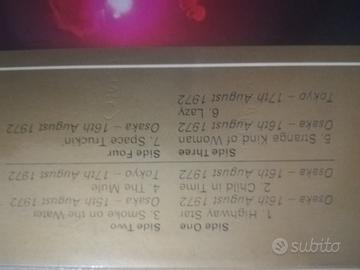 Side One
1. Highway Star
Osaka – 16th August 1972
2. Child in Time
Osaka – 16th August 1972
Side Two
3. Smoke on the Water
Osaka – 15th August 1972
4. The Mule
Tokyo – 17th August 1972
Side Three
5. Strange Kind of Woman
Osaka – 16th August 1972
6. Lazy
Tokyo – 17th August 1972
Side Four
7. Space Truckin'
Osaka – 16th August 1972
subito